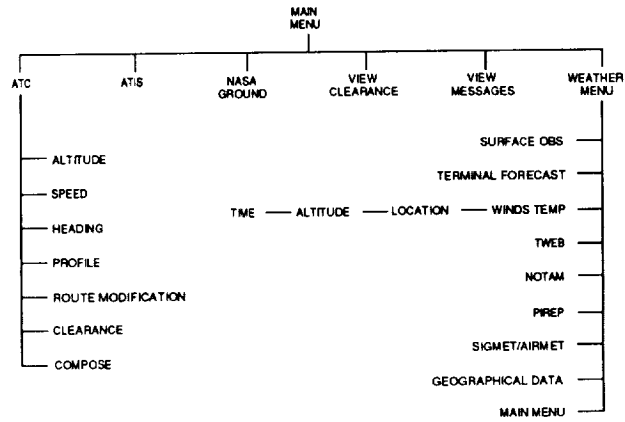 MAIN
MENU
ATC
ATIS
NASA
GROUND
VIEW
CLEARANCE
VIEW
MESSAGES
WEATHER
MENU
ALTITUDE
SPEED
HEADING
PROFILE
ROUTE MODIFICATION
CLEARANCE
COMPOSE
SURFACE OBS
TERMINAL FORECAST
TIME ALTITUDE LOCATION WINDS TEMP
TWEB
NOTAM
PIREP
SIGMET/AIRMET
GEOGRAPHICAL DATA
MAIN MENU